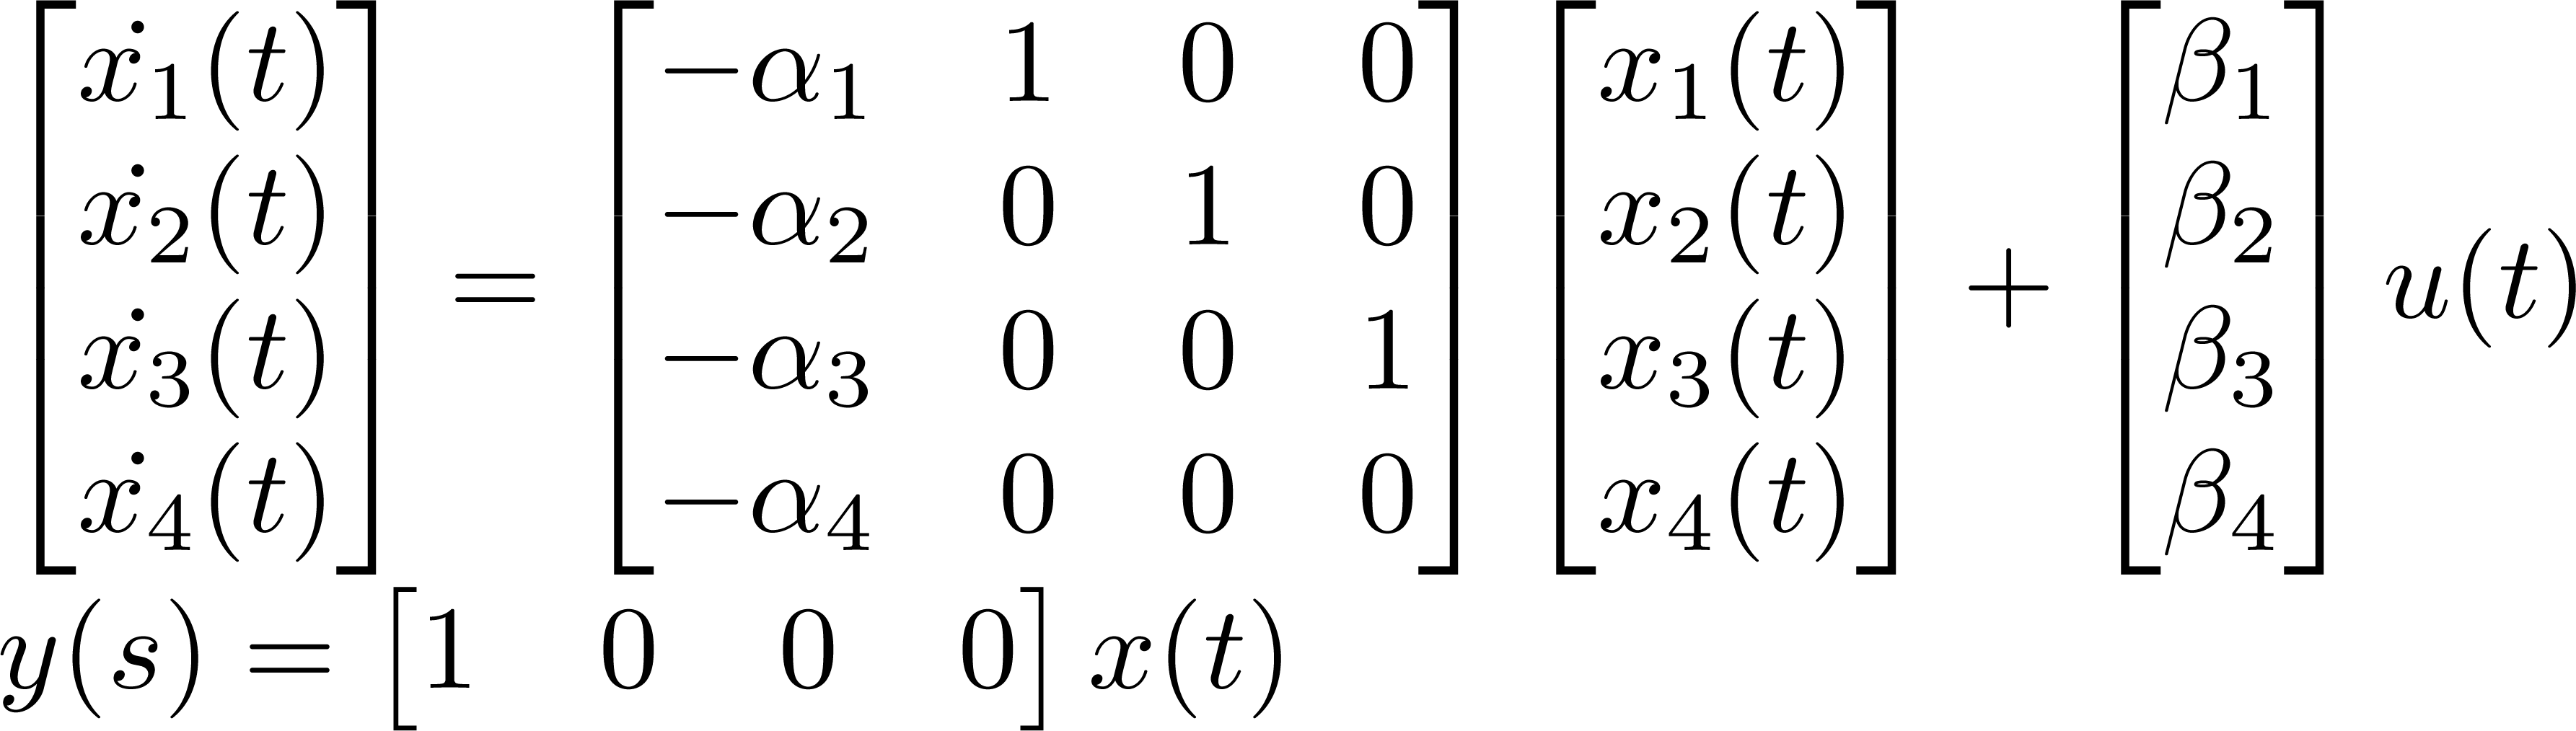 [ẋ₁(t) ẋ₂(t) ẋ₃(t) ẋ₄(t)] = [−α₁ 1 0 0; −α₂ 0 1 0; −α₃ 0 0 1; −α₄ 0 0 0] [x₁(t) x₂(t) x₃(t) x₄(t)] + [β₁ β₂ β₃ β₄] u(t)
y(s) = [1 0 0 0] x(t)